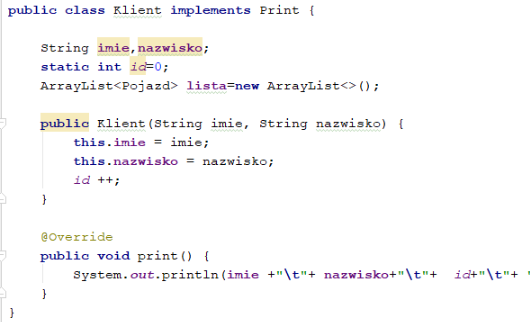 public class Klient implements Print {
String imie,nazwisko;
static int id=0;
ArrayList<Pojazd> lista=new ArrayList<>();
public Klient(String imie, String nazwisko) {
this.imie = imie;
this.nazwisko = nazwisko;
id ++;
}
@Override
public void print() {
System.out.println(imie +"\t"+ nazwisko+"\t"+  id+"\t"+ "
}
}